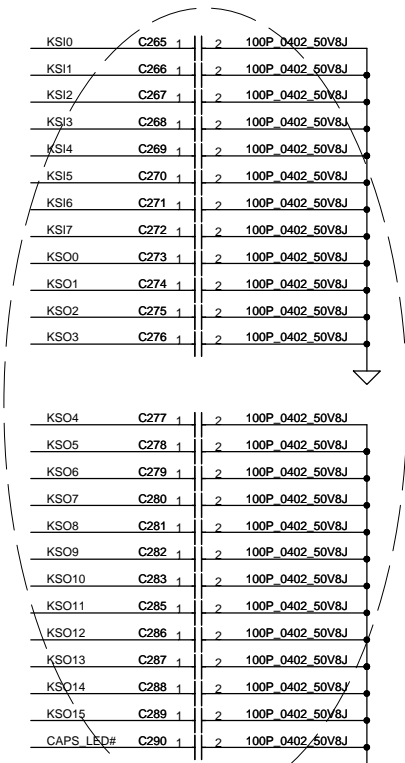 KSI0 C265 1 2 100P_0402_50V8J
KSI1 C266 1 2 100P_0402_50V8J
KSI2 C267 1 2 100P_0402_50V8J
KSI3 C268 1 2 100P_0402_50V8J
KSI4 C269 1 2 100P_0402_50V8J
KSI5 C270 1 2 100P_0402_50V8J
KSI6 C271 1 2 100P_0402_50V8J
KSI7 C272 1 2 100P_0402_50V8J
KSO0 C273 1 2 100P_0402_50V8J
KSO1 C274 1 2 100P_0402_50V8J
KSO2 C275 1 2 100P_0402_50V8J
KSO3 C276 1 2 100P_0402_50V8J
KSO4 C277 1 2 100P_0402_50V8J
KSO5 C278 1 2 100P_0402_50V8J
KSO6 C279 1 2 100P_0402_50V8J
KSO7 C280 1 2 100P_0402_50V8J
KSO8 C281 1 2 100P_0402_50V8J
KSO9 C282 1 2 100P_0402_50V8J
KSO10 C283 1 2 100P_0402_50V8J
KSO11 C285 1 2 100P_0402_50V8J
KSO12 C286 1 2 100P_0402_50V8J
KSO13 C287 1 2 100P_0402_50V8J
KSO14 C288 1 2 100P_0402_50V8J
KSO15 C289 1 2 100P_0402_50V8J
CAPS_LED# C290 1 2 100P_0402_50V8J